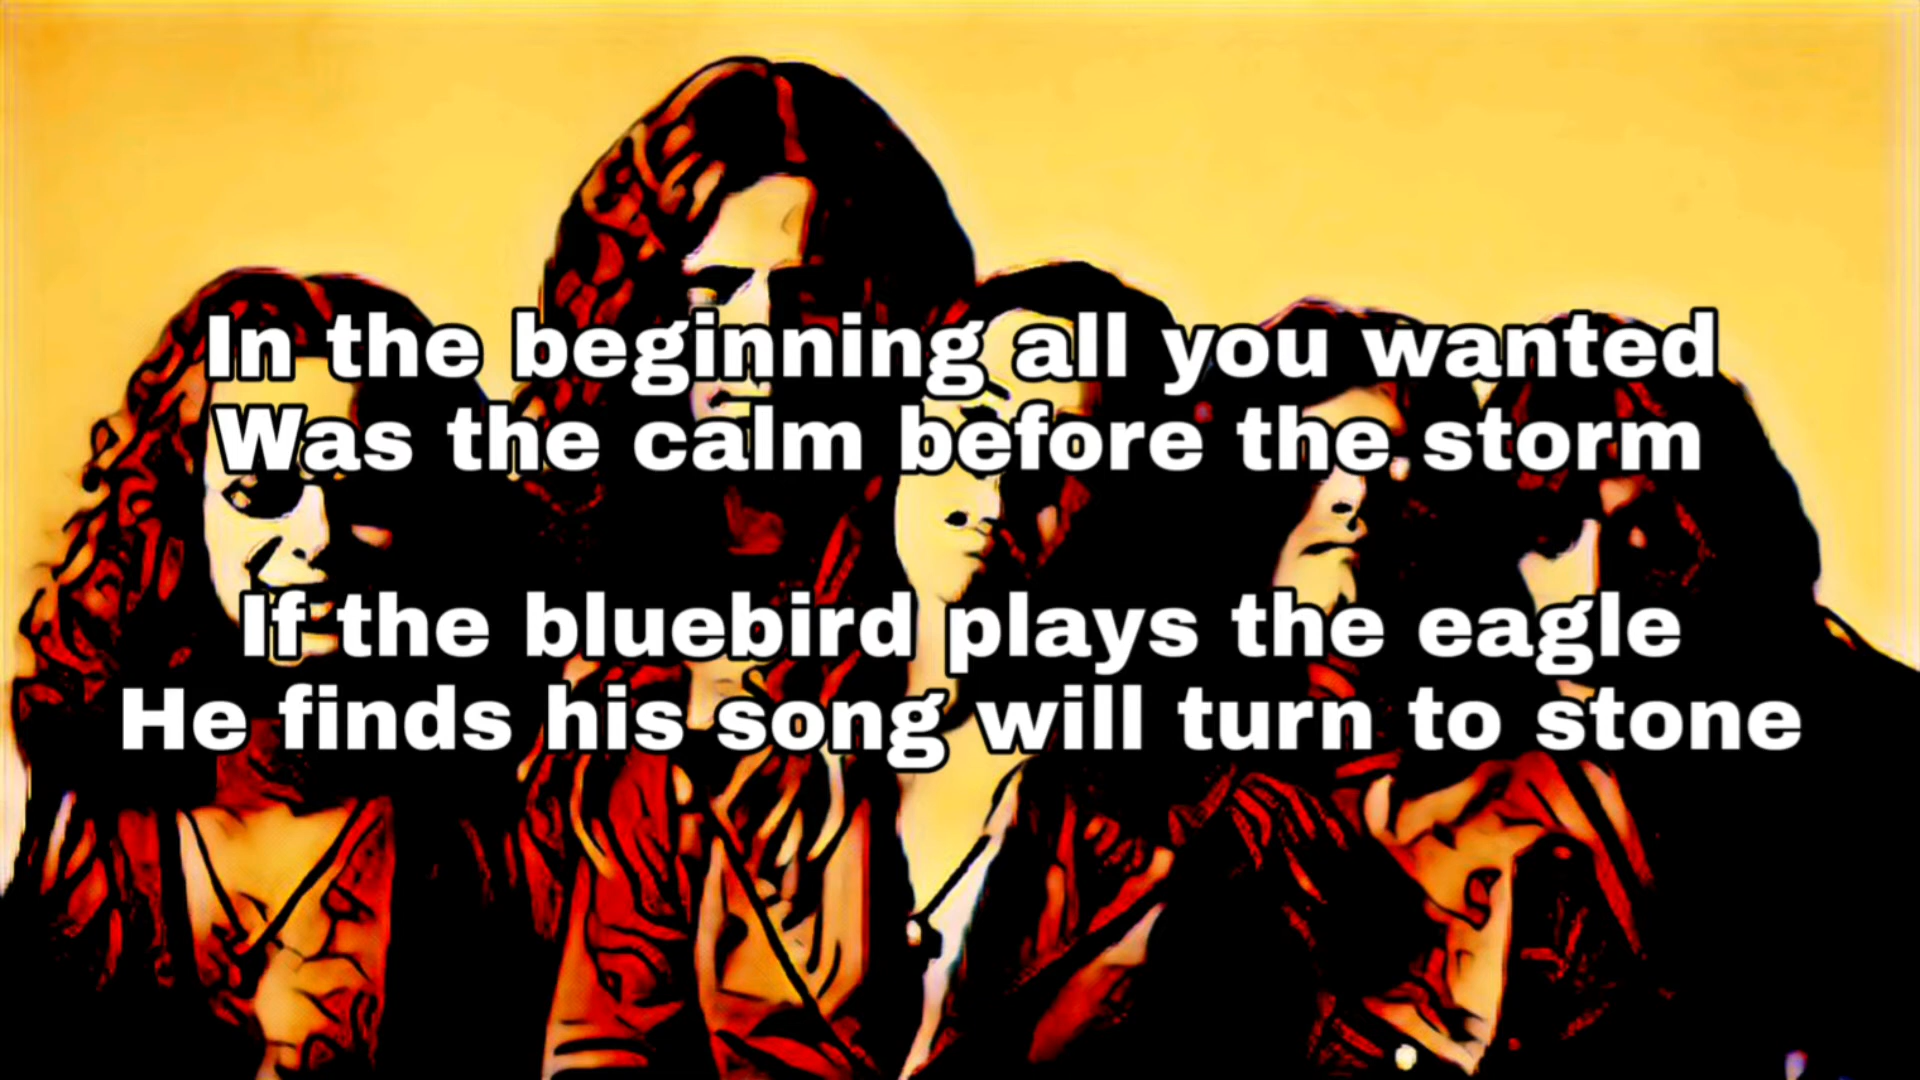 In the beginning all you wanted
Was the calm before the storm
If the bluebird plays the eagle
He finds his song will turn to stone